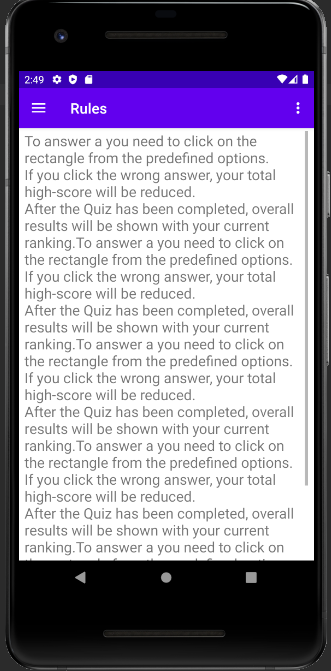 2:49
Rules
To answer a you need to click on the
rectangle from the predefined options.
If you click the wrong answer, your total
high-score will be reduced.
After the Quiz has been completed, overall
results will be shown with your current
ranking.To answer a you need to click on
the rectangle from the predefined options.
If you click the wrong answer, your total
high-score will be reduced.
After the Quiz has been completed, overall
results will be shown with your current
ranking.To answer a you need to click on
the rectangle from the predefined options.
If you click the wrong answer, your total
high-score will be reduced.
After the Quiz has been completed, overall
results will be shown with your current
ranking.To answer a you need to click on
the rectangle from the predefined options.
If you click the wrong answer, your total
high-score will be reduced.
After the Quiz has been completed, overall
results will be shown with your current
ranking.To answer a you need to click on